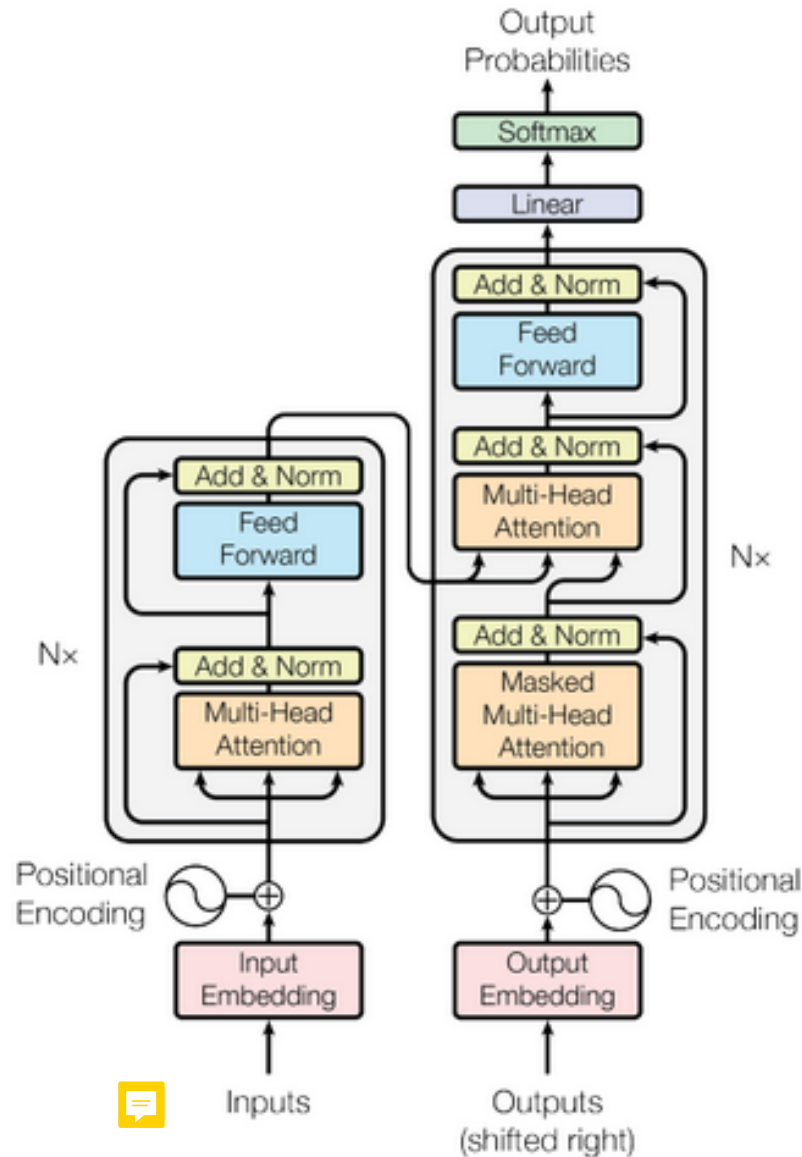 Output
Probabilities
Softmax
Linear
Add & Norm
Feed
Forward
Add & Norm
Multi-Head
Attention
Add & Norm
Masked
Multi-Head
Attention
Nx
Add & Norm
Feed
Forward
Add & Norm
Multi-Head
Attention
N×
Positional
Encoding
Positional
Encoding
Input
Embedding
Output
Embedding
Inputs
Outputs
(shifted right)